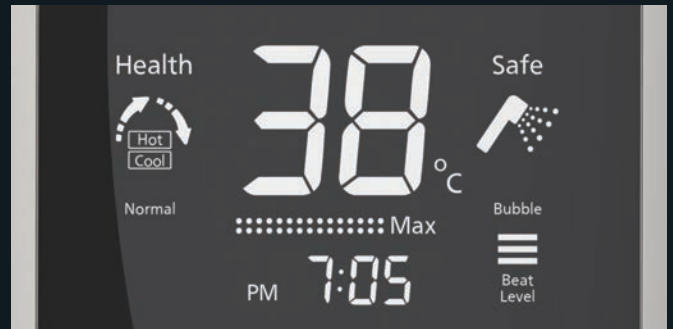 Health
Hot
Cool
Normal
38 °C
Max
PM 7:05
Safe
Bubble
Beat
Level